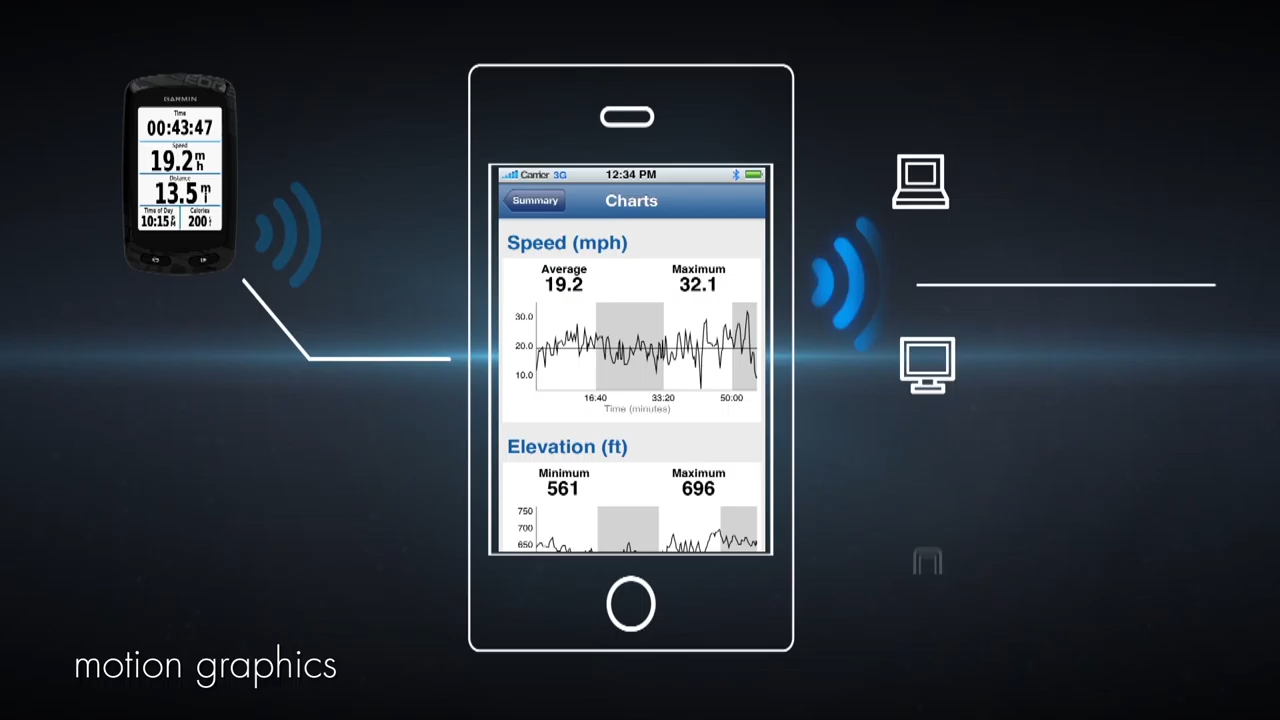 GARMIN
Time
00:43:47
Speed
19.2 mh
Distance
13.5 mi
Time of Day Calories
10:15 200
Carrier 3G 12:34 PM
Summary Charts
Speed (mph)
Average Maximum
19.2 32.1
30.0
20.0
10.0
16:40 33:20 50:00
Time (minutes)
Elevation (ft)
Minimum Maximum
561 696
750
700
650
motion graphics